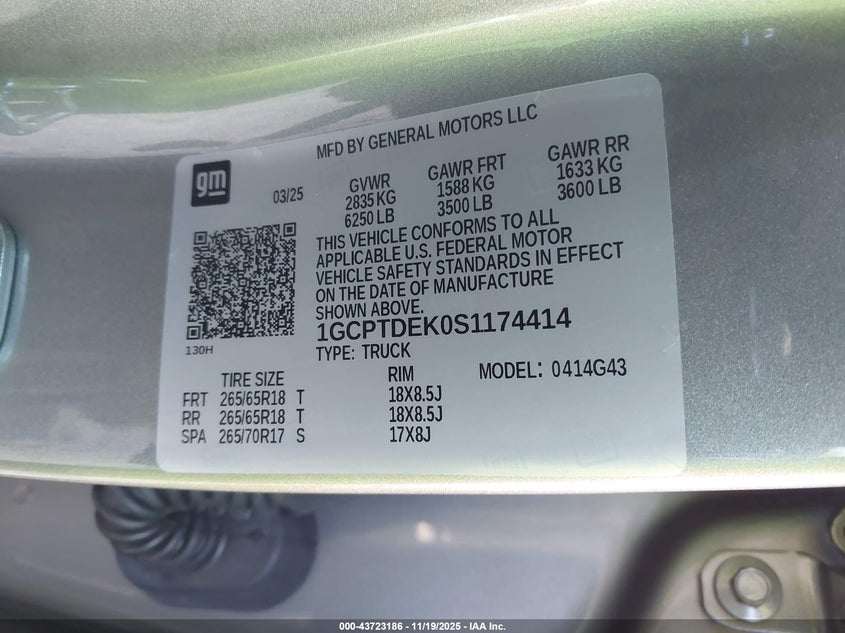 MFD BY GENERAL MOTORS LLC
gm
03/25
GVWR GAWR FRT GAWR RR
2835 KG 1588 KG 1633 KG
6250 LB 3500 LB 3600 LB
THIS VEHICLE CONFORMS TO ALL
APPLICABLE U.S. FEDERAL MOTOR
VEHICLE SAFETY STANDARDS IN EFFECT
ON THE DATE OF MANUFACTURE
SHOWN ABOVE.
1GCPTDEK0S1174414
130H
TYPE: TRUCK
MODEL: 0414G43
TIRE SIZE RIM
FRT 265/65R18 T 18X8.5J
RR 265/65R18 T 18X8.5J
SPA 265/70R17 S 17X8J
000-43723186 - 11/19/2025 - IAA Inc.